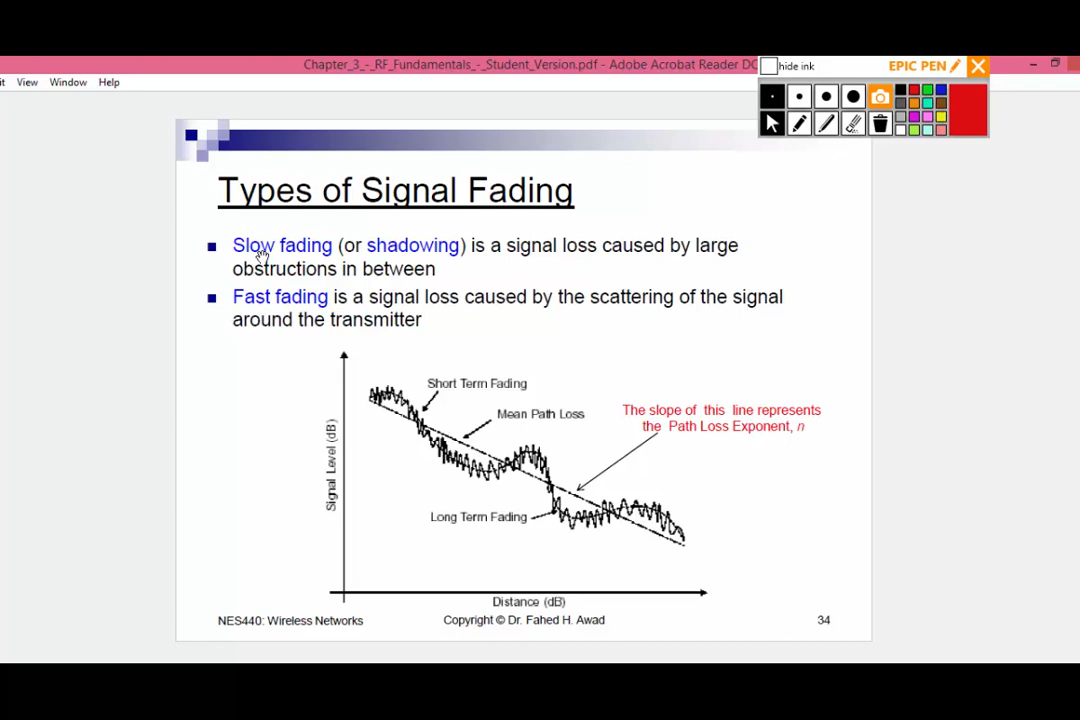 Chapter_3_-_RF_Fundamentals_-_Student_Version.pdf - Adobe Acrobat Reader DC
hide ink
EPIC PEN
it View Window Help
Types of Signal Fading
Slow fading (or shadowing) is a signal loss caused by large
obstructions in between
Fast fading is a signal loss caused by the scattering of the signal
around the transmitter
Short Term Fading
Mean Path Loss
The slope of this line represents
the Path Loss Exponent, n
Signal Level (dB)
Long Term Fading
Distance (dB)
NES440: Wireless Networks
Copyright © Dr. Fahed H. Awad
34